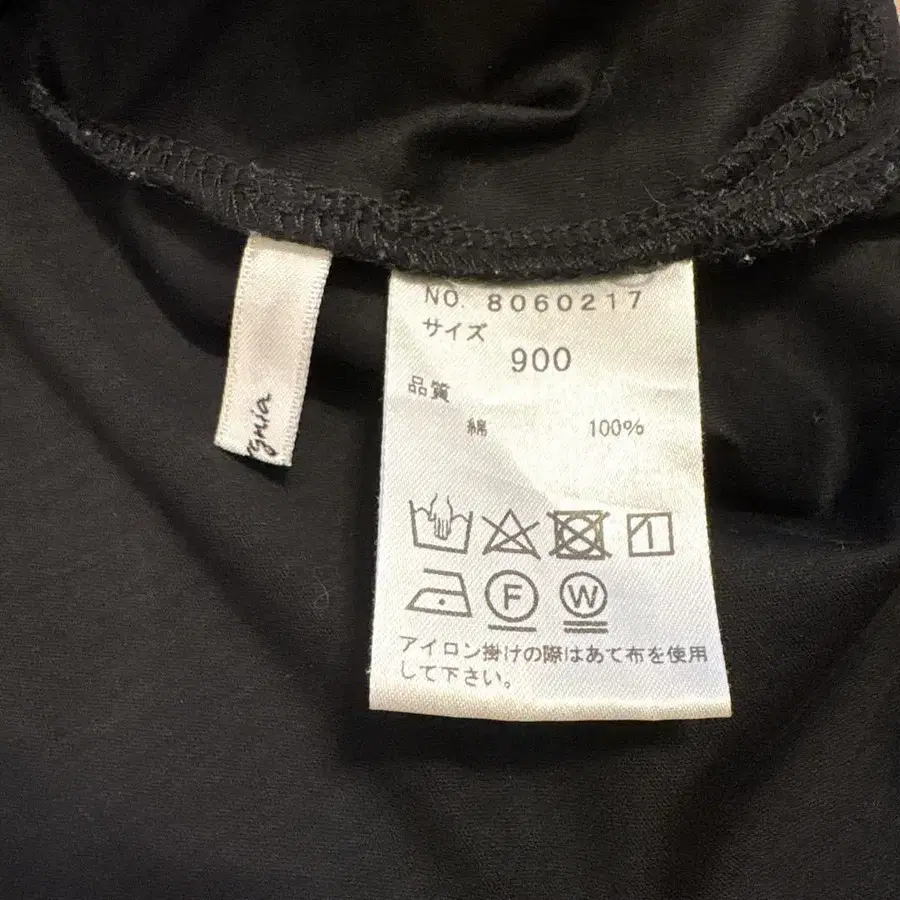 NO. 8060217
サイズ
900
品質
綿 100%
F W
アイロン掛けの際はあて布を使用
して下さい。